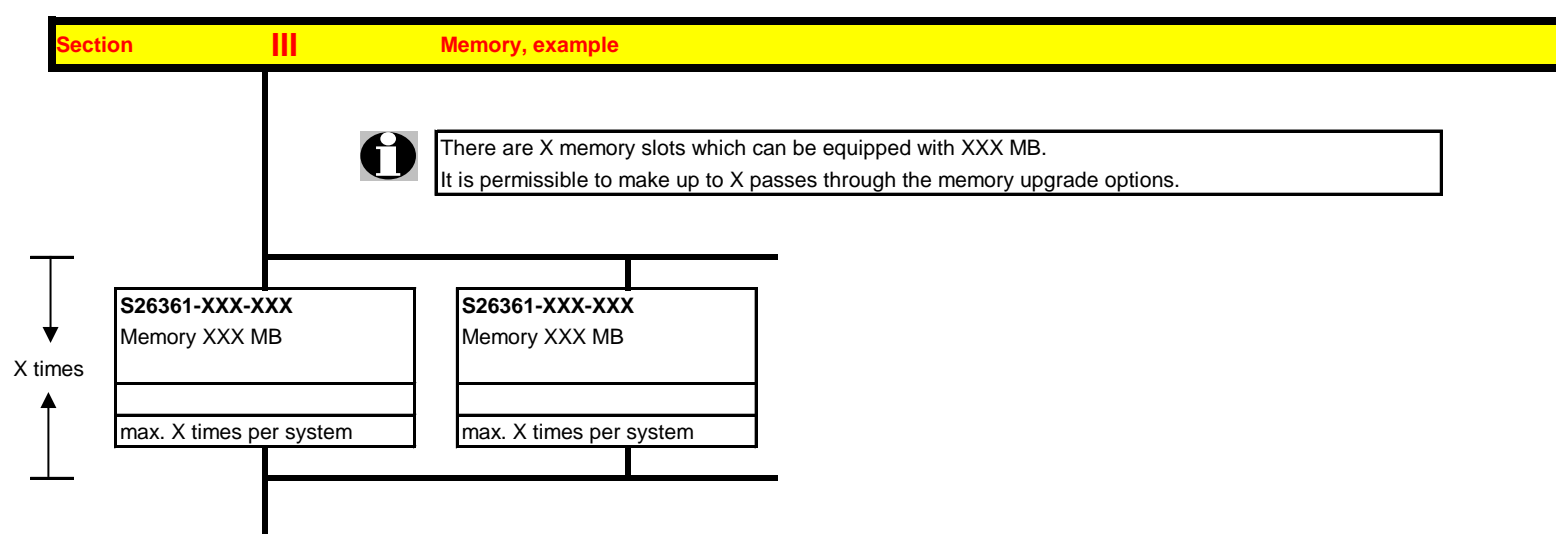 Section III Memory, example
There are X memory slots which can be equipped with XXX MB.
It is permissible to make up to X passes through the memory upgrade options.
S26361-XXX-XXX
Memory XXX MB
max. X times per system
S26361-XXX-XXX
Memory XXX MB
max. X times per system
X times